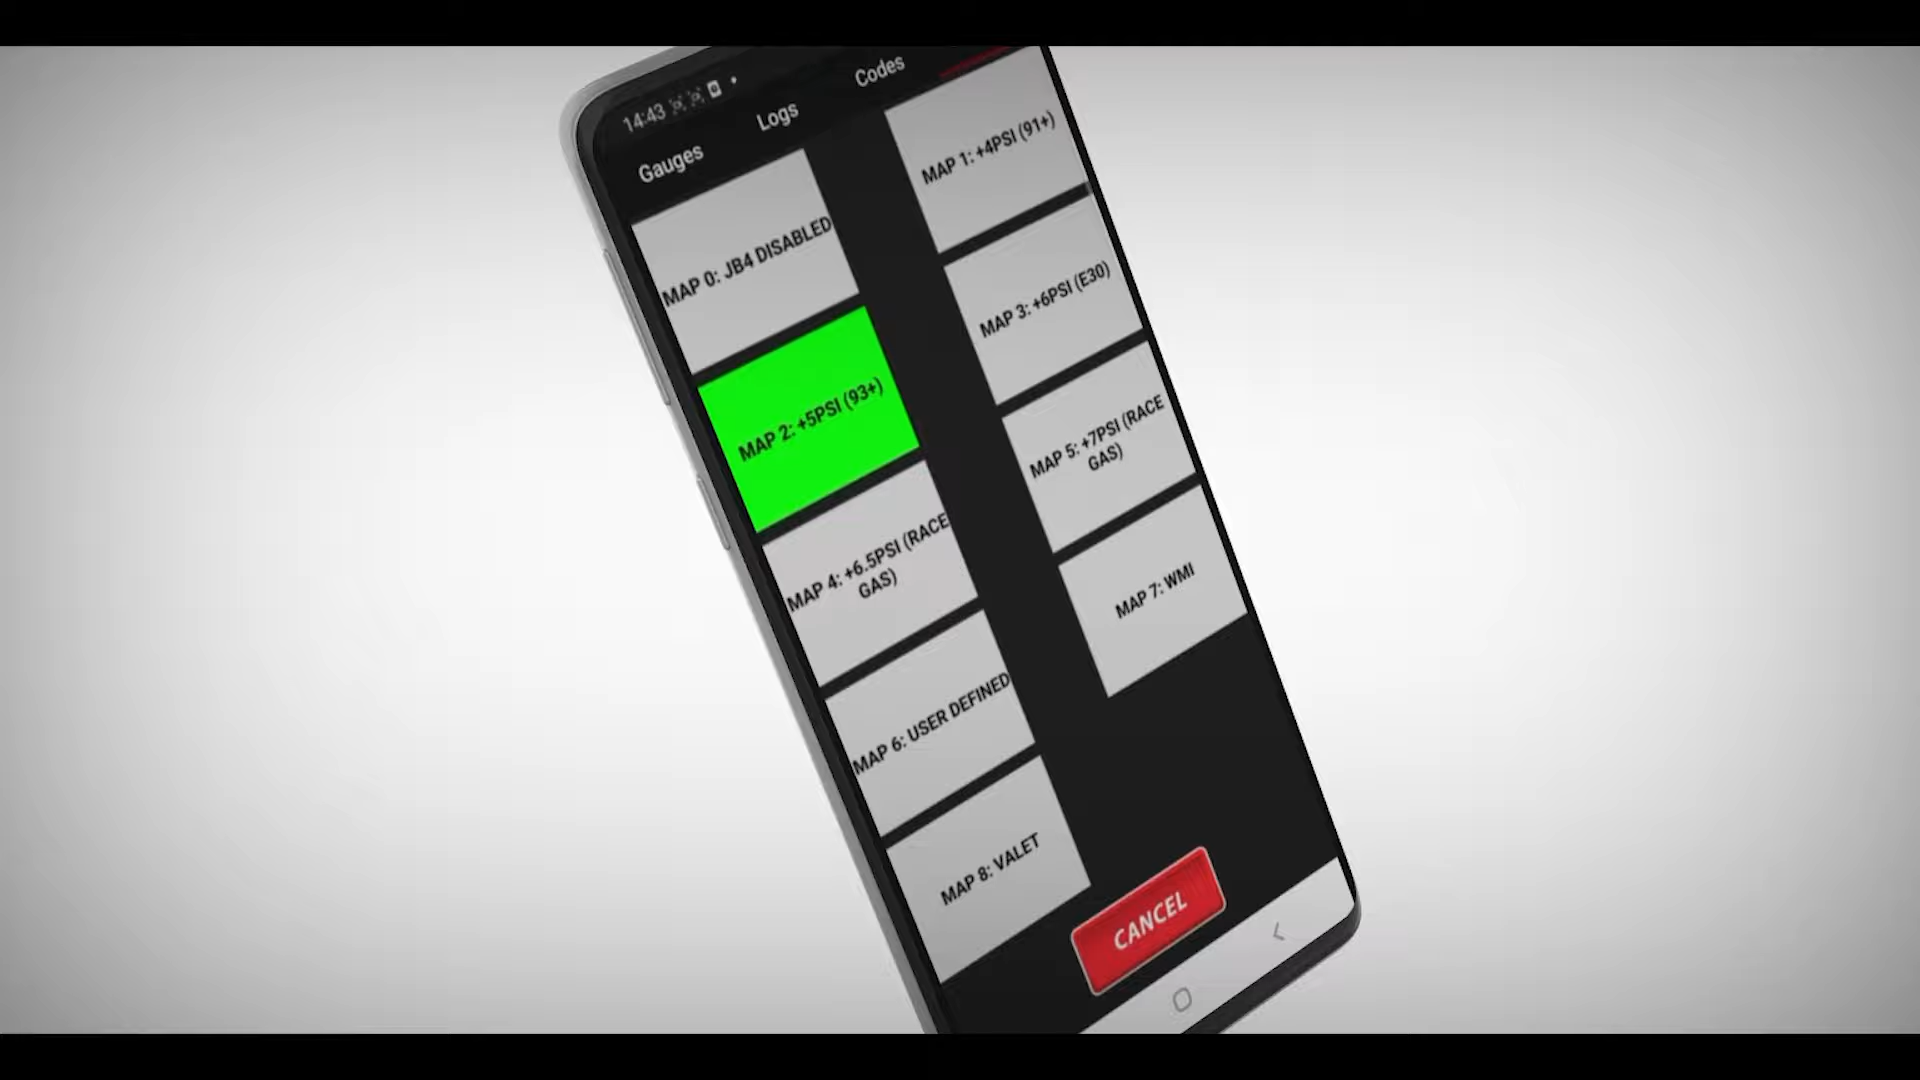 14:43
Gauges
Logs
Codes
MAP 0: JB4 DISABLED
MAP 1: +4PSI (91+)
MAP 2: +5PSI (93+)
MAP 3: +6PSI (E30)
MAP 4: +6.5PSI (RACE
GAS)
MAP 5: +7PSI (RACE
GAS)
MAP 6: USER DEFINED
MAP 7: WMI
MAP 8: VALET
CANCEL